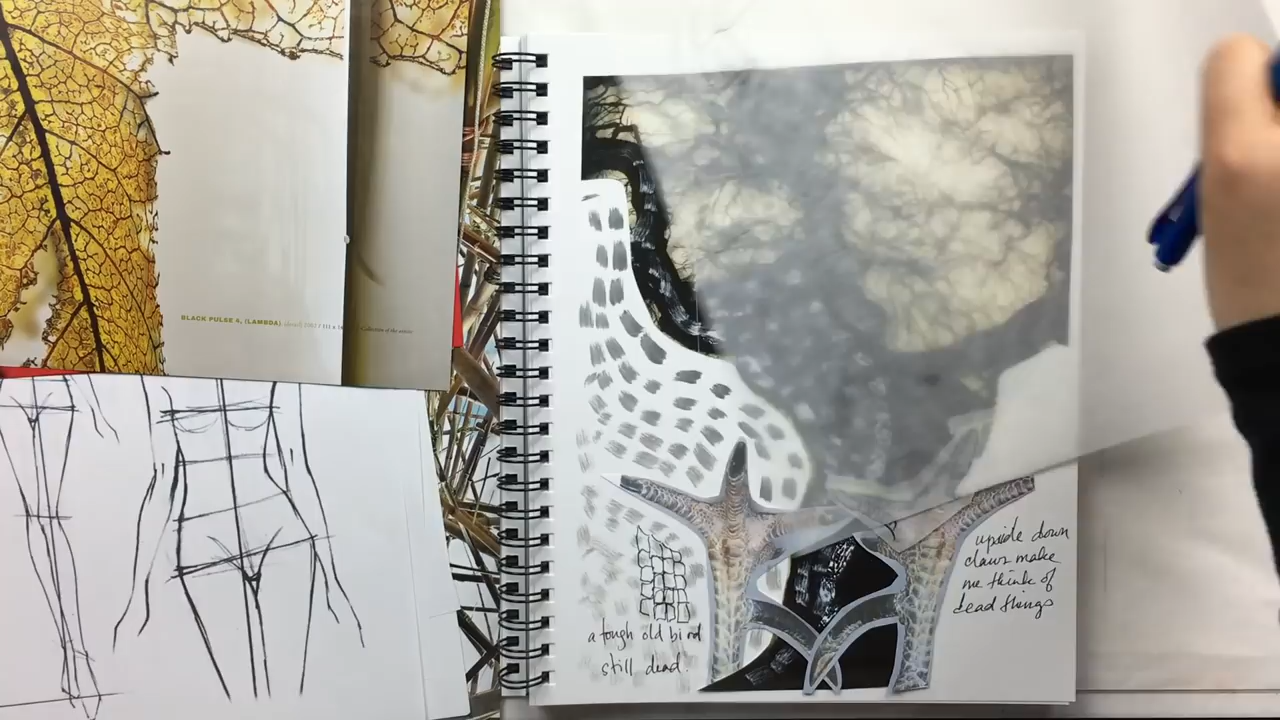 BLACK PULSE 4, (LAMBDA)
upside down
claws make
me think of
dead things
a tough old bird
still dead.